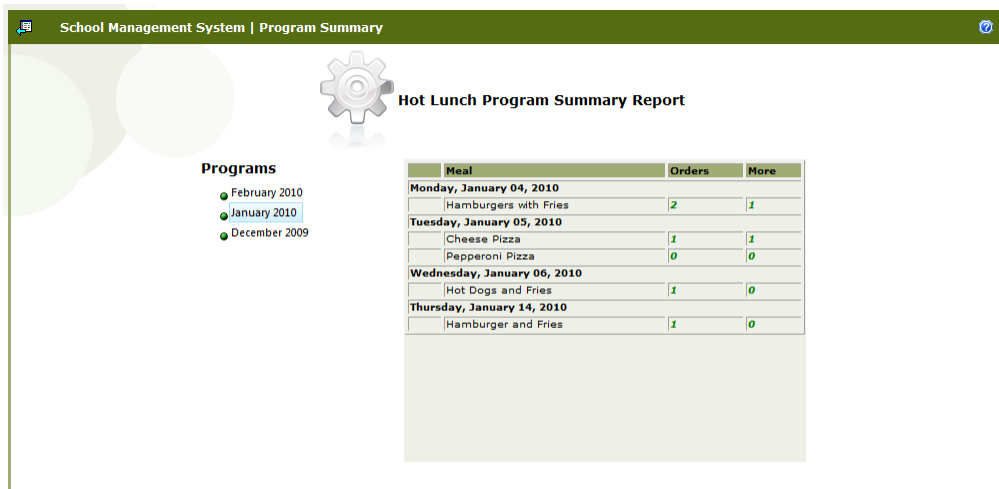 School Management System | Program Summary
Hot Lunch Program Summary Report
Programs
February 2010
January 2010
December 2009
Meal Orders More
Monday, January 04, 2010
Hamburgers with Fries 2 1
Tuesday, January 05, 2010
Cheese Pizza 1 1
Pepperoni Pizza 0 0
Wednesday, January 06, 2010
Hot Dogs and Fries 1 0
Thursday, January 14, 2010
Hamburger and Fries 1 0